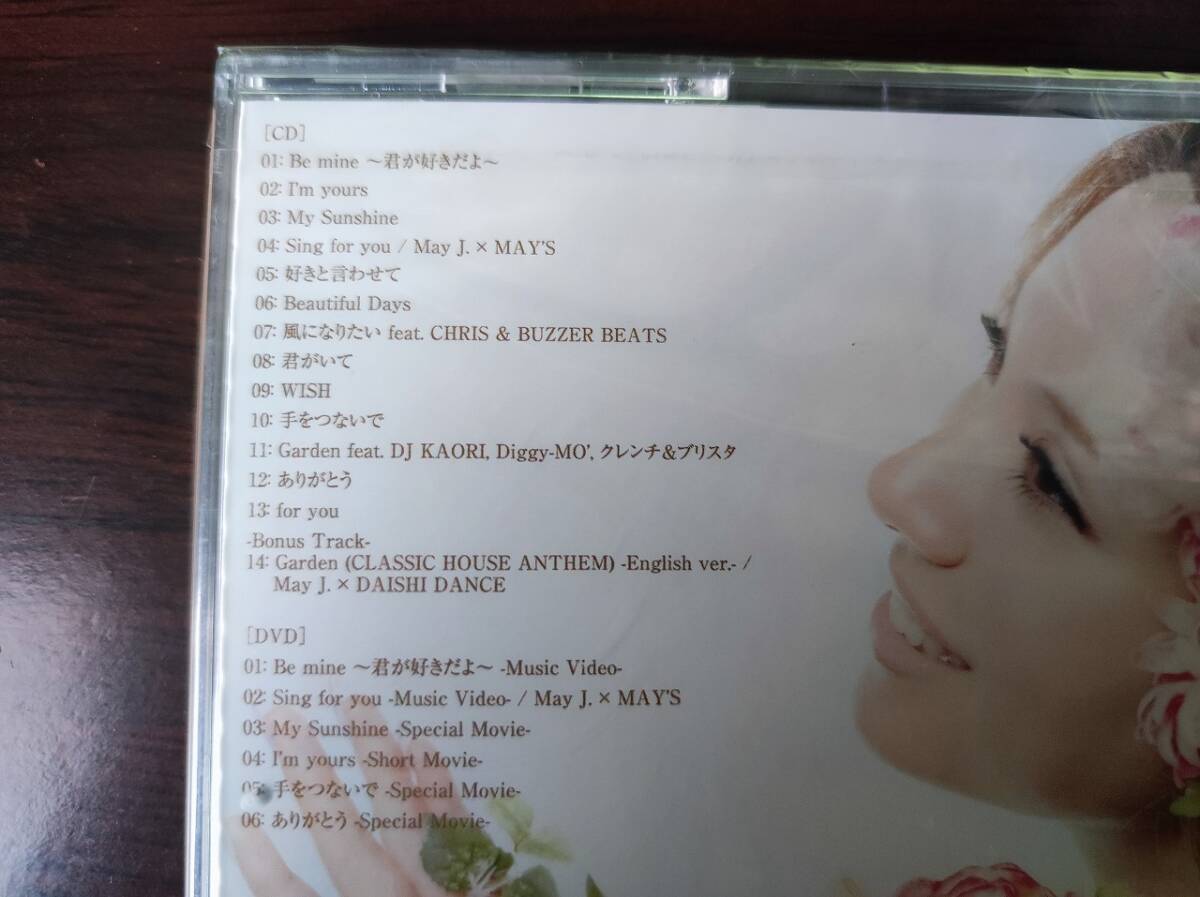 [CD]
01: Be mine ～君が好きだよ～
02: I'm yours
03: My Sunshine
04: Sing for you / May J. × MAY'S
05: 好きと言わせて
06: Beautiful Days
07: 風になりたい feat. CHRIS & BUZZER BEATS
08: 君がいて
09: WISH
10: 手をつないで
11: Garden feat. DJ KAORI, Diggy-MO', クレンチ&ブリスタ
12: ありがとう
13: for you
-Bonus Track-
14: Garden (CLASSIC HOUSE ANTHEM) -English ver.- /
May J. × DAISHI DANCE
[DVD]
01: Be mine ～君が好きだよ～ -Music Video-
02: Sing for you -Music Video- / May J. × MAY'S
03: My Sunshine -Special Movie-
04: I'm yours -Short Movie-
05: 手をつないで -Special Movie-
06: ありがとう -Special Movie-